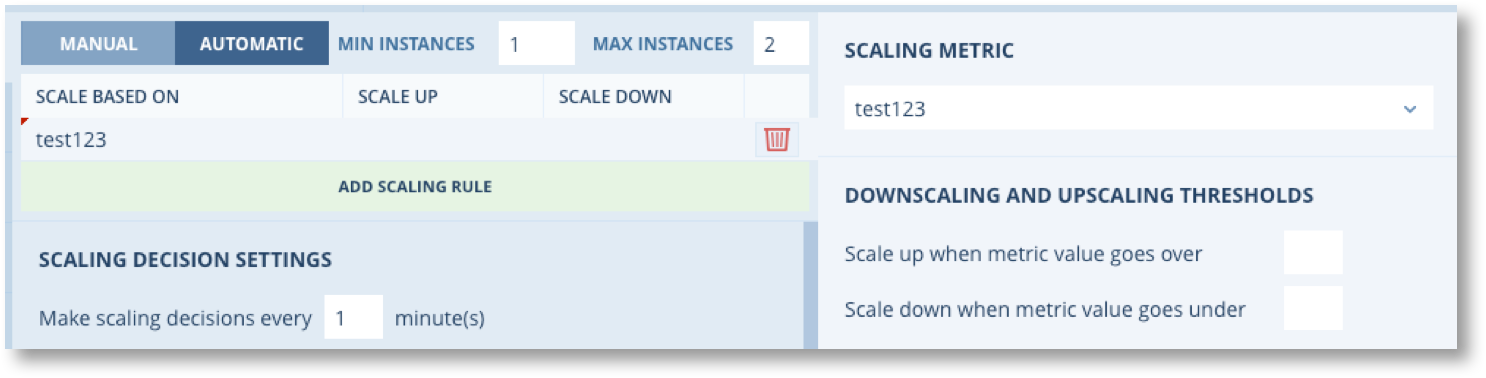 MANUAL AUTOMATIC MIN INSTANCES 1 MAX INSTANCES 2
SCALE BASED ON SCALE UP SCALE DOWN
test123
ADD SCALING RULE
SCALING DECISION SETTINGS
Make scaling decisions every 1 minute(s)
SCALING METRIC
test123
DOWNSCALING AND UPSCALING THRESHOLDS
Scale up when metric value goes over
Scale down when metric value goes under